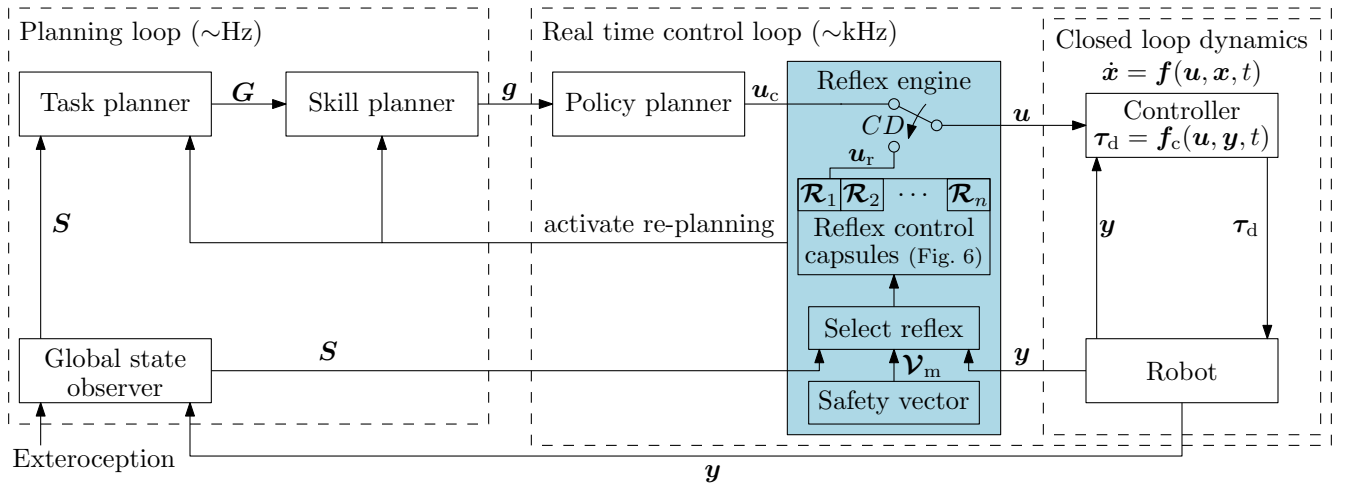 Planning loop (∼Hz)
Task planner
G
Skill planner
g
S
Global state
observer
S
Exteroception
Real time control loop (∼kHz)
Policy planner
u_c
activate re-planning
Reflex engine
CD
u_r
R_1 R_2 ··· R_n
Reflex control
capsules (Fig. 6)
Select reflex
V_m
Safety vector
u
y
Closed loop dynamics
ẋ = f(u, x, t)
Controller
τ_d = f_c(u, y, t)
y
τ_d
Robot
y